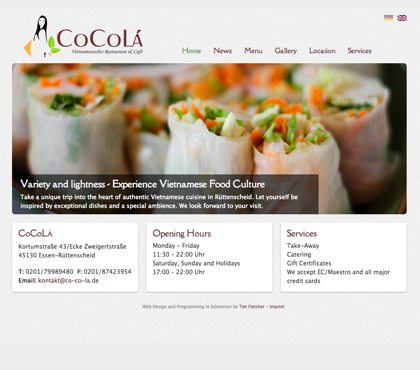 CoCoLá
Vietnamesisches Restaurant & Café
Home News Menu Gallery Location Services
Variety and lightness - Experience Vietnamese Food Culture
Take a unique trip into the heart of authentic Vietnamese cuisine in Rüttenscheid. Let yourself be
inspired by exceptional dishes and a special ambience. We look forward to your visit.
CoCoLÁ
Kortumstraße 43/Ecke Zweigertstraße
45130 Essen-Rüttenscheid
T: 0201/79989480 F: 0201/87423954
Email: kontakt@co-co-la.de
Opening Hours
Monday - Friday
11:30 - 22:00 Uhr
Saturday, Sunday and Holidays
17:00 - 22:00 Uhr
Services
Take-Away
Catering
Gift Certificates
We accept EC/Maestro and all major
credit cards
Web Design and Programming in Edmonton by Tim Fletcher - Imprint